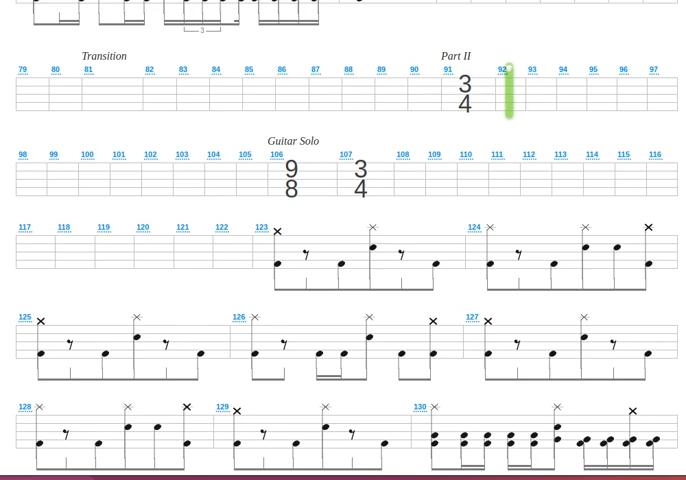 3
Transition
Part II
79 80 81 82 83 84 85 86 87 88 89 90 91 92 93 94 95 96 97
3
4
Guitar Solo
98 99 100 101 102 103 104 105 106 107 108 109 110 111 112 113 114 115 116
9 3
8 4
117 118 119 120 121 122 123 124
125 126 127
128 129 130